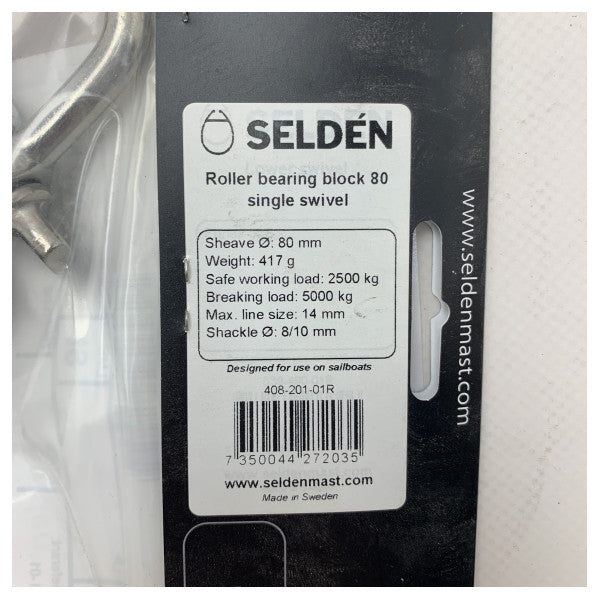 SELDÉN
Roller bearing block 80
single swivel
Sheave Ø: 80 mm
Weight: 417 g
Safe working load: 2500 kg
Breaking load: 5000 kg
Max. line size: 14 mm
Shackle Ø: 8/10 mm
Designed for use on sailboats
408-201-01R
7 350044 272035
www.seldenmast.com
Made in Sweden
www.seldenmast.com